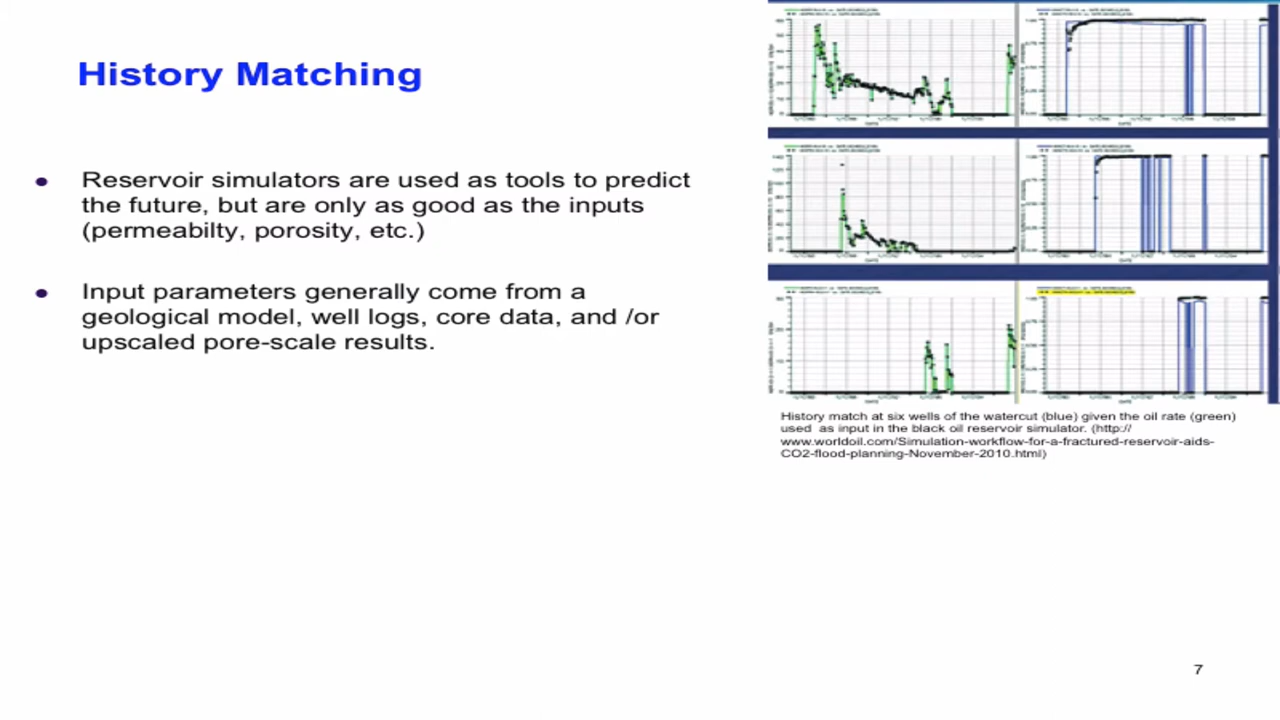 History Matching
Reservoir simulators are used as tools to predict
the future, but are only as good as the inputs
(permeabilty, porosity, etc.)
Input parameters generally come from a
geological model, well logs, core data, and /or
upscaled pore-scale results.
History match at six wells of the watercut (blue) given the oil rate (green)
used as input in the black oil reservoir simulator. (http://
www.worldoil.com/Simulation-workflow-for-a-fractured-reservoir-aids-
CO2-flood-planning-November-2010.html)
7